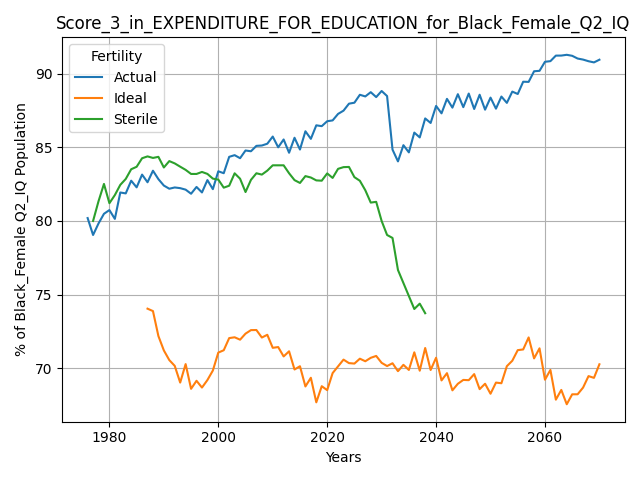 Score_3_in_EXPENDITURE_FOR_EDUCATION_for_Black_Female_Q2_IQ
Fertility
Actual
Ideal
Sterile
% of Black_Female Q2_IQ Population
90
85
80
75
70
1980
2000
2020
2040
2060
Years